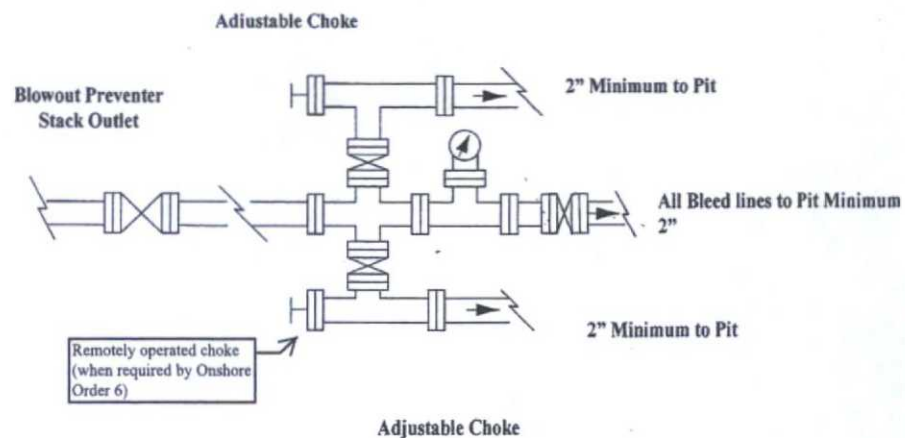 Adjustable Choke
Blowout Preventer
Stack Outlet
2” Minimum to Pit
All Bleed lines to Pit Minimum
2”
2” Minimum to Pit
Remotely operated choke
(when required by Onshore
Order 6)
Adjustable Choke